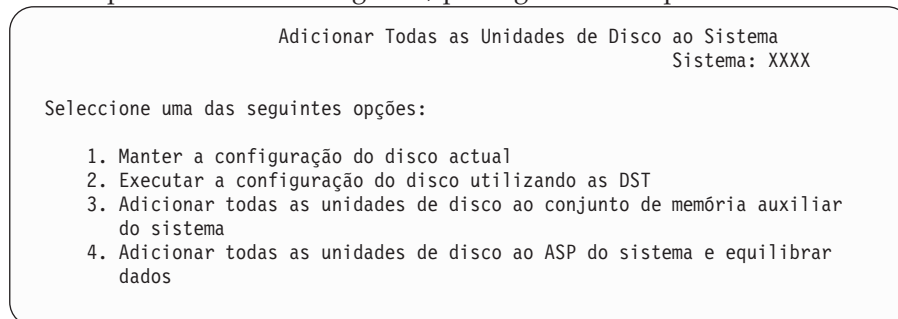 Adicionar Todas as Unidades de Disco ao Sistema
Sistema: XXXX
Seleccione uma das seguintes opções:
1. Manter a configuração do disco actual
2. Executar a configuração do disco utilizando as DST
3. Adicionar todas as unidades de disco ao conjunto de memória auxiliar
do sistema
4. Adicionar todas as unidades de disco ao ASP do sistema e equilibrar
dados